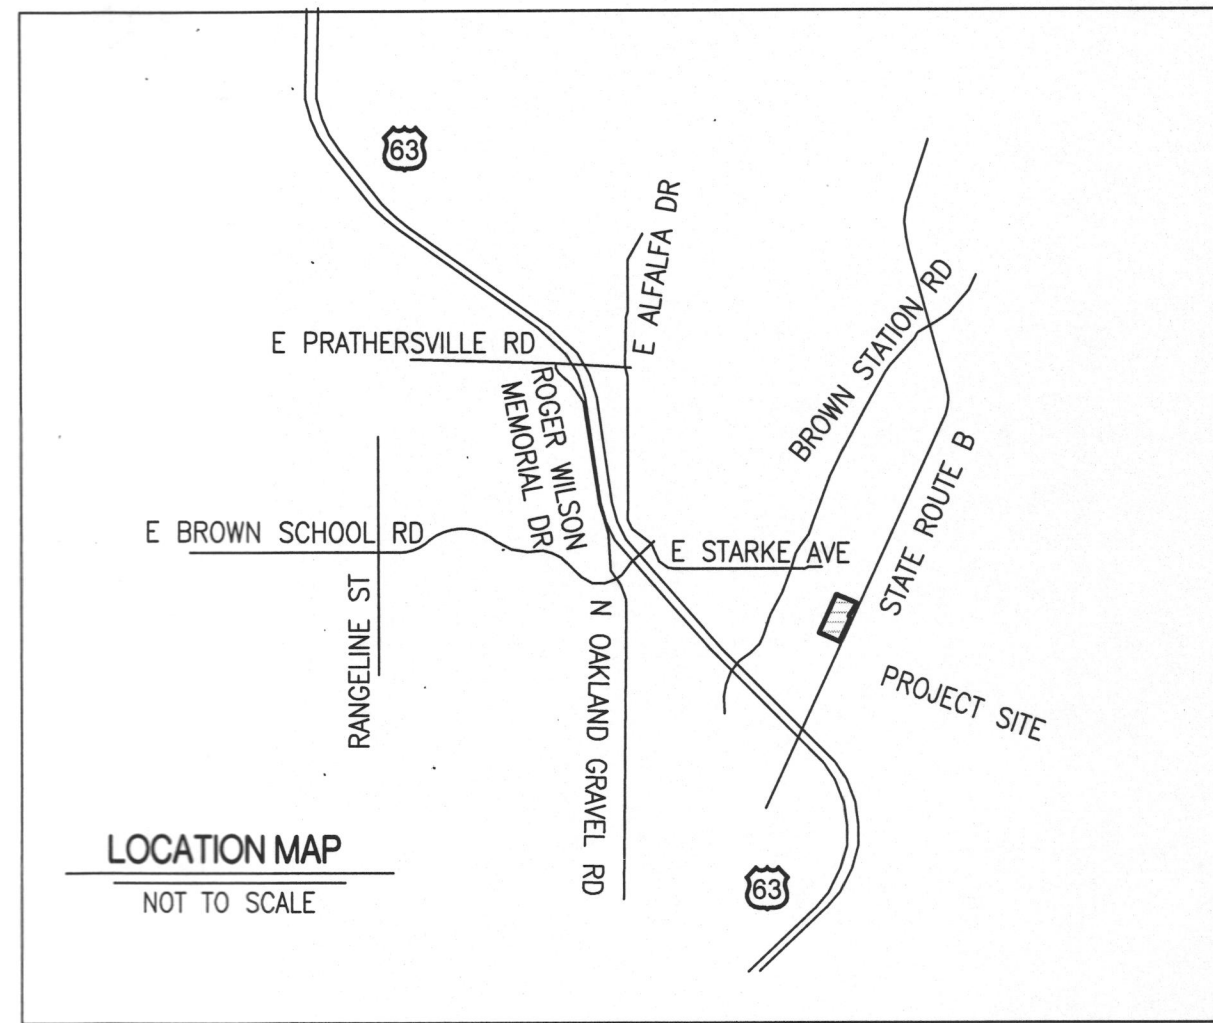 63
E ALFALFA DR
E PRATHERSVILLE RD
BROWN STATION RD
ROGER WILSON
MEMORIAL DR
STATE ROUTE B
E BROWN SCHOOL RD
E STARKE AVE
RANGELINE ST
N OAKLAND GRAVEL RD
PROJECT SITE
LOCATION MAP
NOT TO SCALE
63